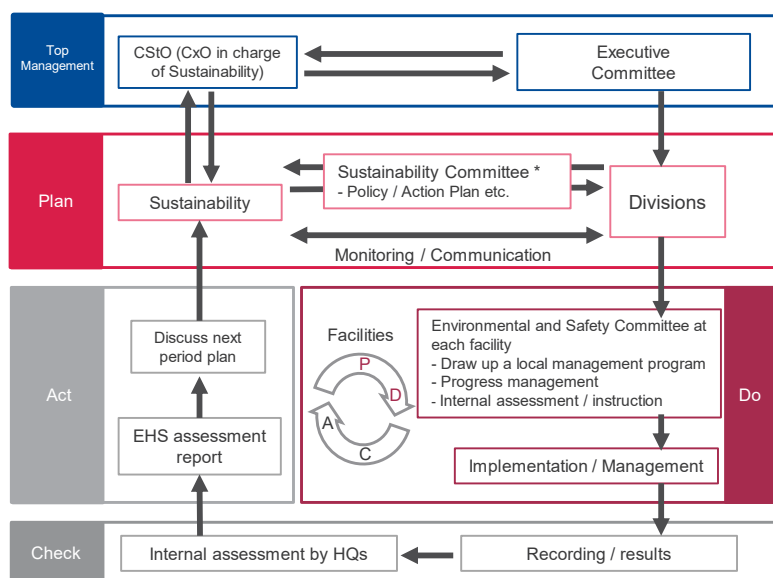 Top
Management
CStO (CxO in charge
of Sustainability)
Executive
Committee
Plan
Sustainability
Sustainability Committee *
- Policy / Action Plan etc.
Divisions
Monitoring / Communication
Act
Discuss next
period plan
EHS assessment
report
Facilities
P
D
A
C
Environmental and Safety Committee at
each facility
- Draw up a local management program
- Progress management
- Internal assessment / instruction
Do
Implementation / Management
Check
Internal assessment by HQs
Recording / results